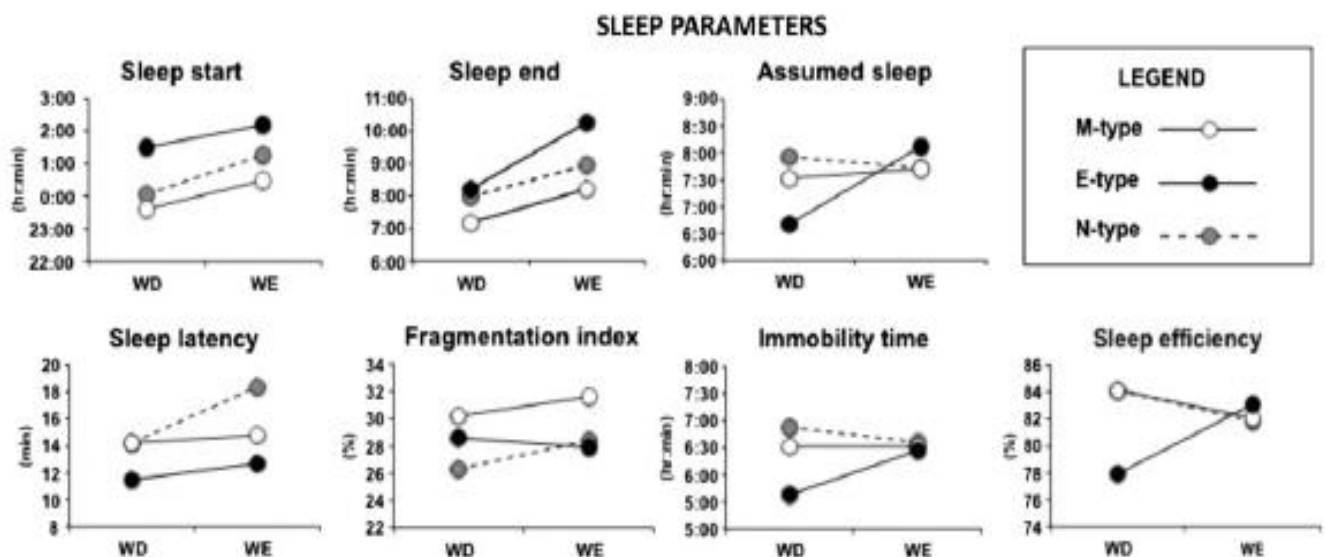 SLEEP PARAMETERS
Sleep start
3:00
2:00
1:00
0:00
23:00
22:00
(hr:min)
WD WE
Sleep end
11:00
10:00
9:00
8:00
7:00
6:00
(hr:min)
WD WE
Assumed sleep
9:00
8:30
8:00
7:30
7:00
6:30
6:00
(hr:min)
WD WE
LEGEND
M-type
E-type
N-type
Sleep latency
20
18
16
14
12
10
8
(min)
WD WE
Fragmentation index
34
32
30
28
26
24
22
(%)
WD WE
Immobility time
8:00
7:30
7:00
6:30
6:00
5:00
5:00
(hr:min)
WD WE
Sleep efficiency
86
84
82
80
78
76
74
(%)
WD WE